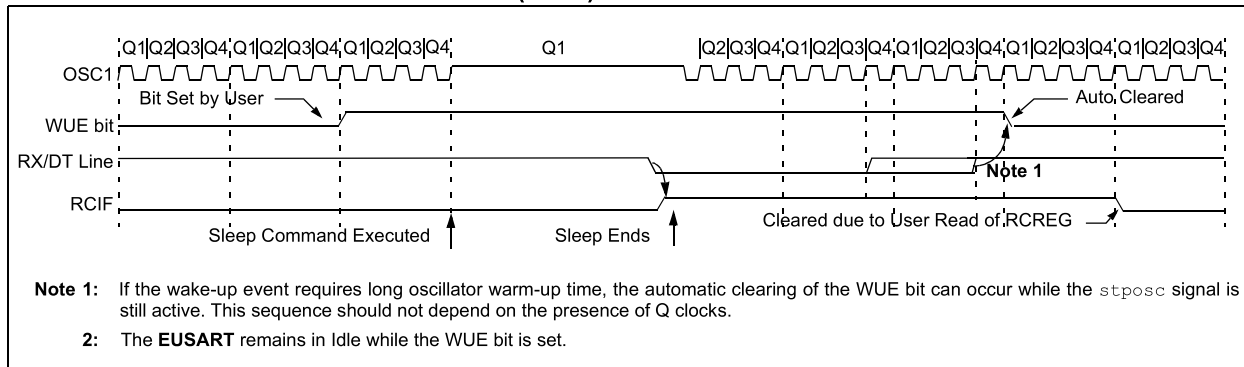 Q1|Q2|Q3|Q4|Q1|Q2|Q3|Q4|Q1|Q2|Q3|Q4 Q1 |Q2|Q3|Q4|Q1|Q2|Q3|Q4|Q1|Q2|Q3|Q4|Q1|Q2|Q3|Q4|Q1|Q2|Q3|Q4
OSC1
Bit Set by User Auto Cleared
WUE bit
RX/DT Line
Note 1
RCIF
Cleared due to User Read of RCREG
Sleep Command Executed Sleep Ends
Note 1: If the wake-up event requires long oscillator warm-up time, the automatic clearing of the WUE bit can occur while the stposc signal is
still active. This sequence should not depend on the presence of Q clocks.
2: The EUSART remains in Idle while the WUE bit is set.